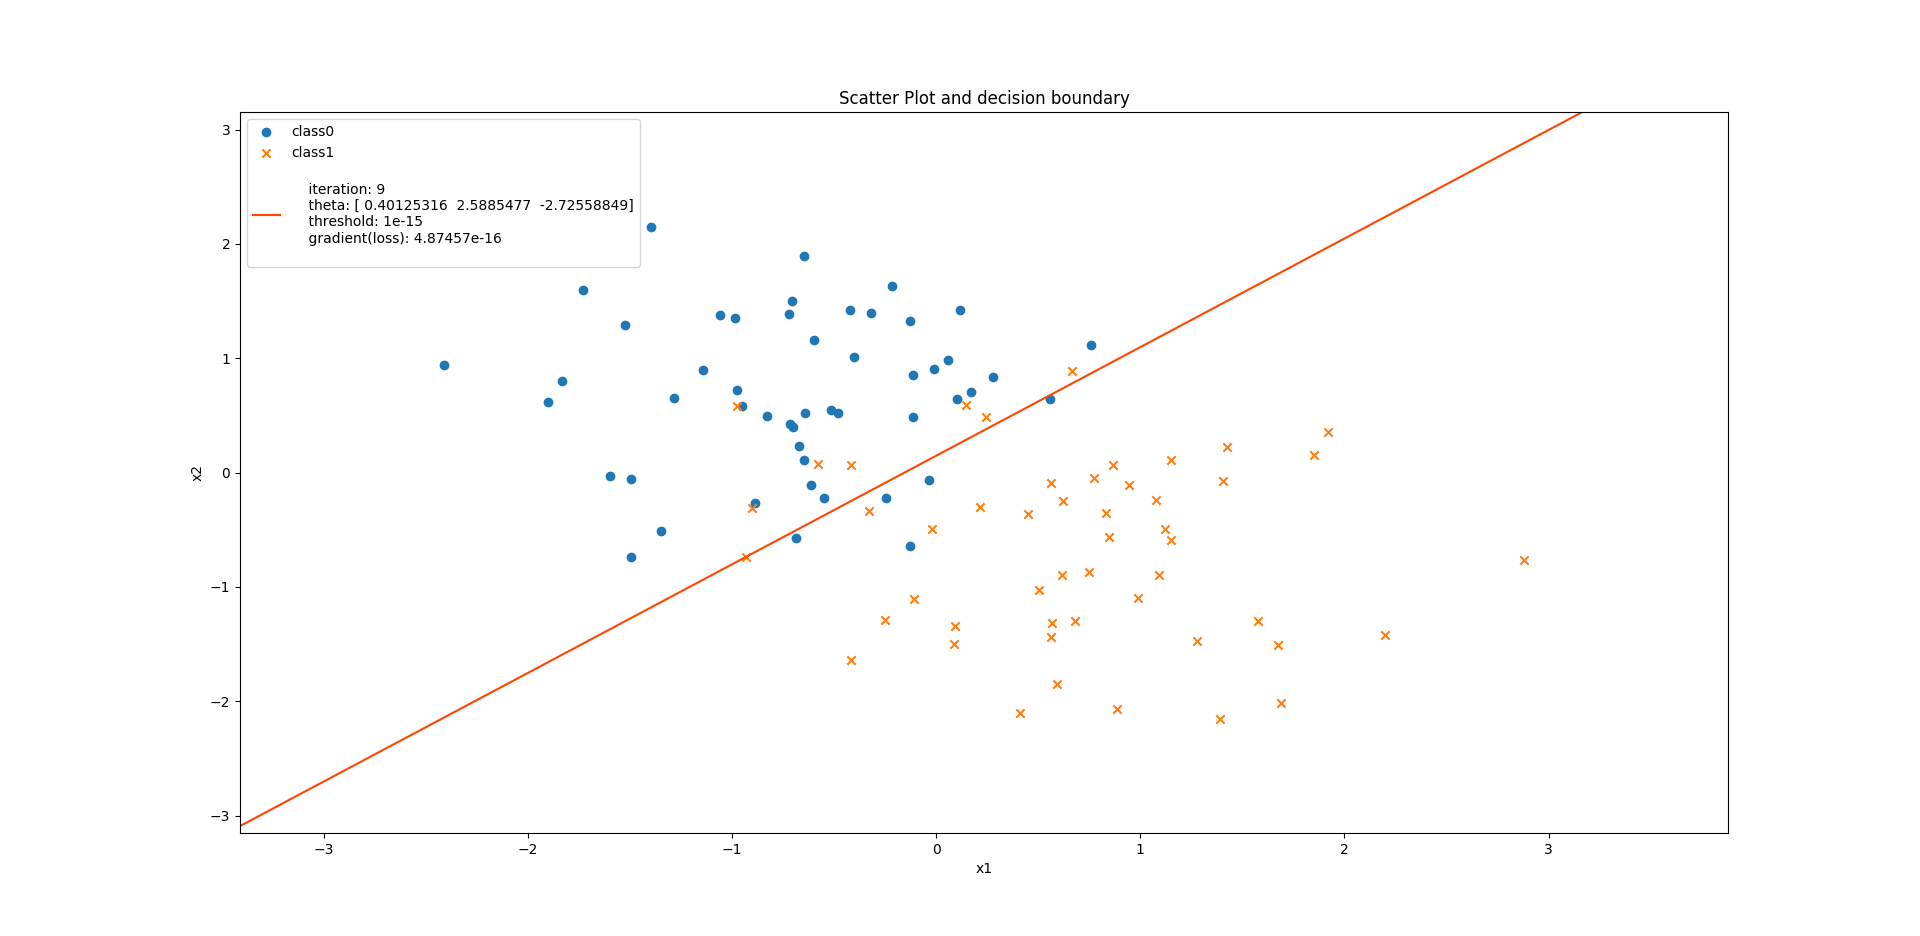 Scatter Plot and decision boundary
class0
class1
iteration: 9
theta: [ 0.40125316  2.5885477  -2.72558849]
threshold: 1e-15
gradient(loss): 4.87457e-16
3
2
1
0
−1
−2
−3
x2
−3 −2 −1 0 1 2 3
x1